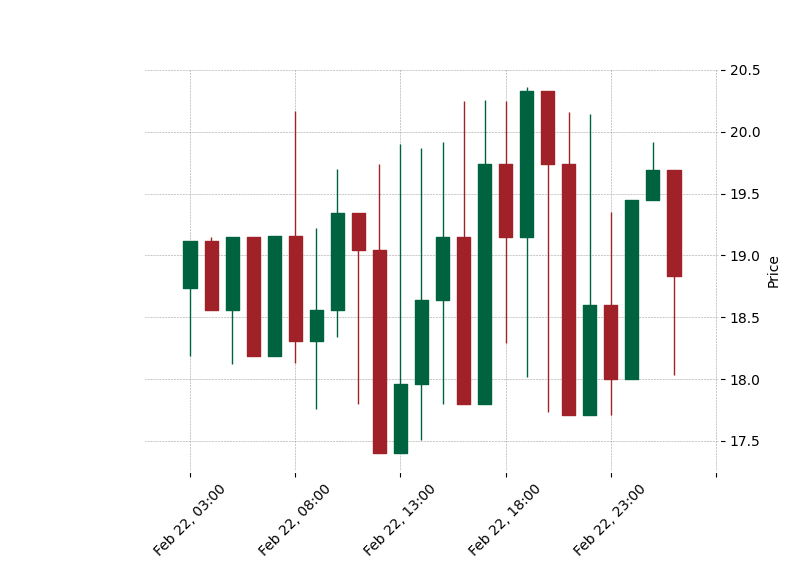 20.5
20.0
19.5
19.0
18.5
18.0
17.5
Price
Feb 22, 03:00
Feb 22, 08:00
Feb 22, 13:00
Feb 22, 18:00
Feb 22, 23:00